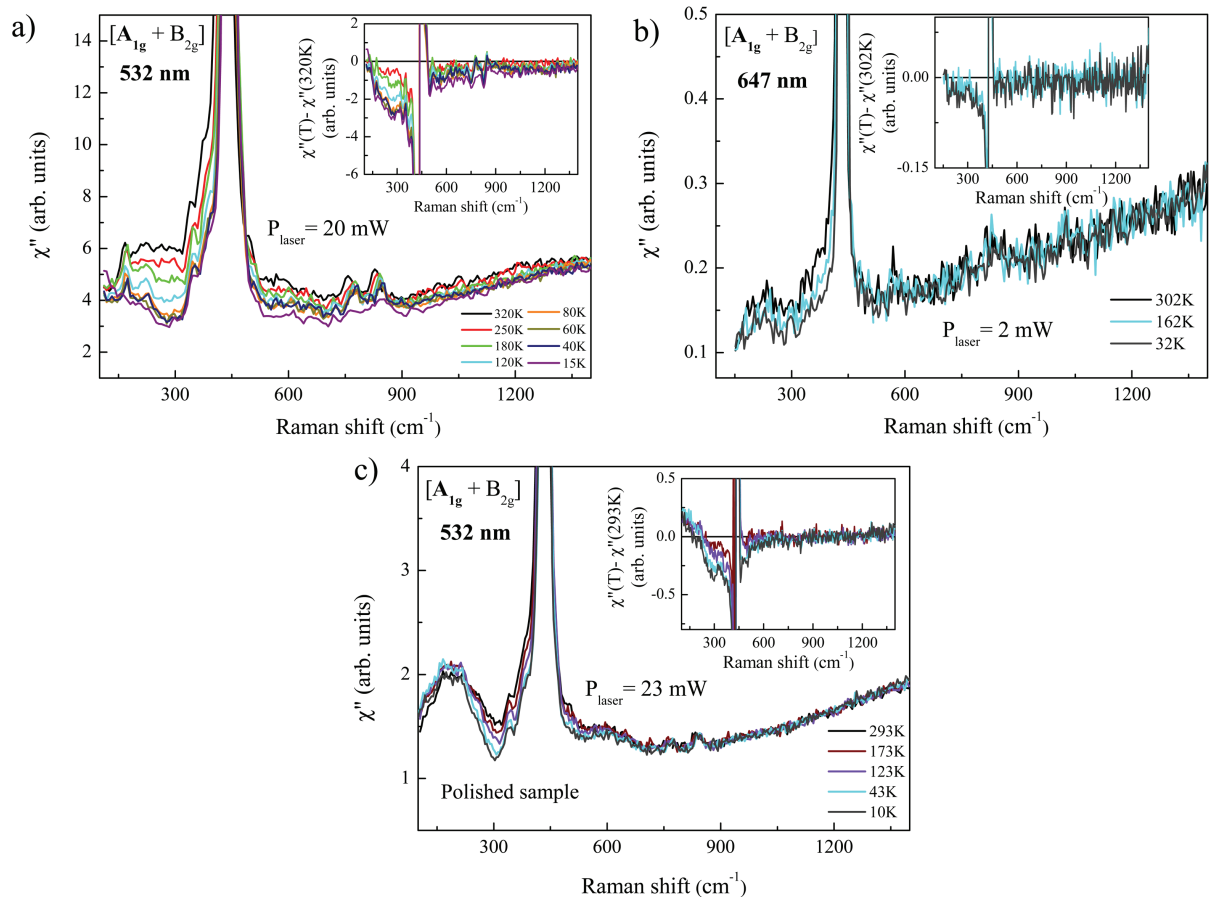 a)
[A1g + B2g]
532 nm
χ"(T)- χ"(320K)
(arb. units)
2
0
-2
-4
-6
300 600 900 1200
Raman shift (cm-1)
χ'' (arb. units)
14
12
10
8
6
4
2
Plaser= 20 mW
320K 80K
250K 60K
180K 40K
120K 15K
300 600 900 1200
Raman shift (cm-1)
b)
[A1g + B2g]
647 nm
χ"(T)- χ"(302K)
(arb. units)
0.00
-0.15
300 600 900 1200
Raman shift (cm-1)
χ'' (arb. units)
0.5
0.4
0.3
0.2
0.1
Plaser= 2 mW
302K
162K
32K
300 600 900 1200
Raman shift (cm-1)
c)
[A1g + B2g]
532 nm
χ"(T)- χ"(293K)
(arb. units)
0.5
0.0
-0.5
300 600 900 1200
Raman shift (cm-1)
χ'' (arb. units)
4
3
2
1
Plaser= 23 mW
293K
173K
123K
43K
10K
Polished sample
300 600 900 1200
Raman shift (cm-1)